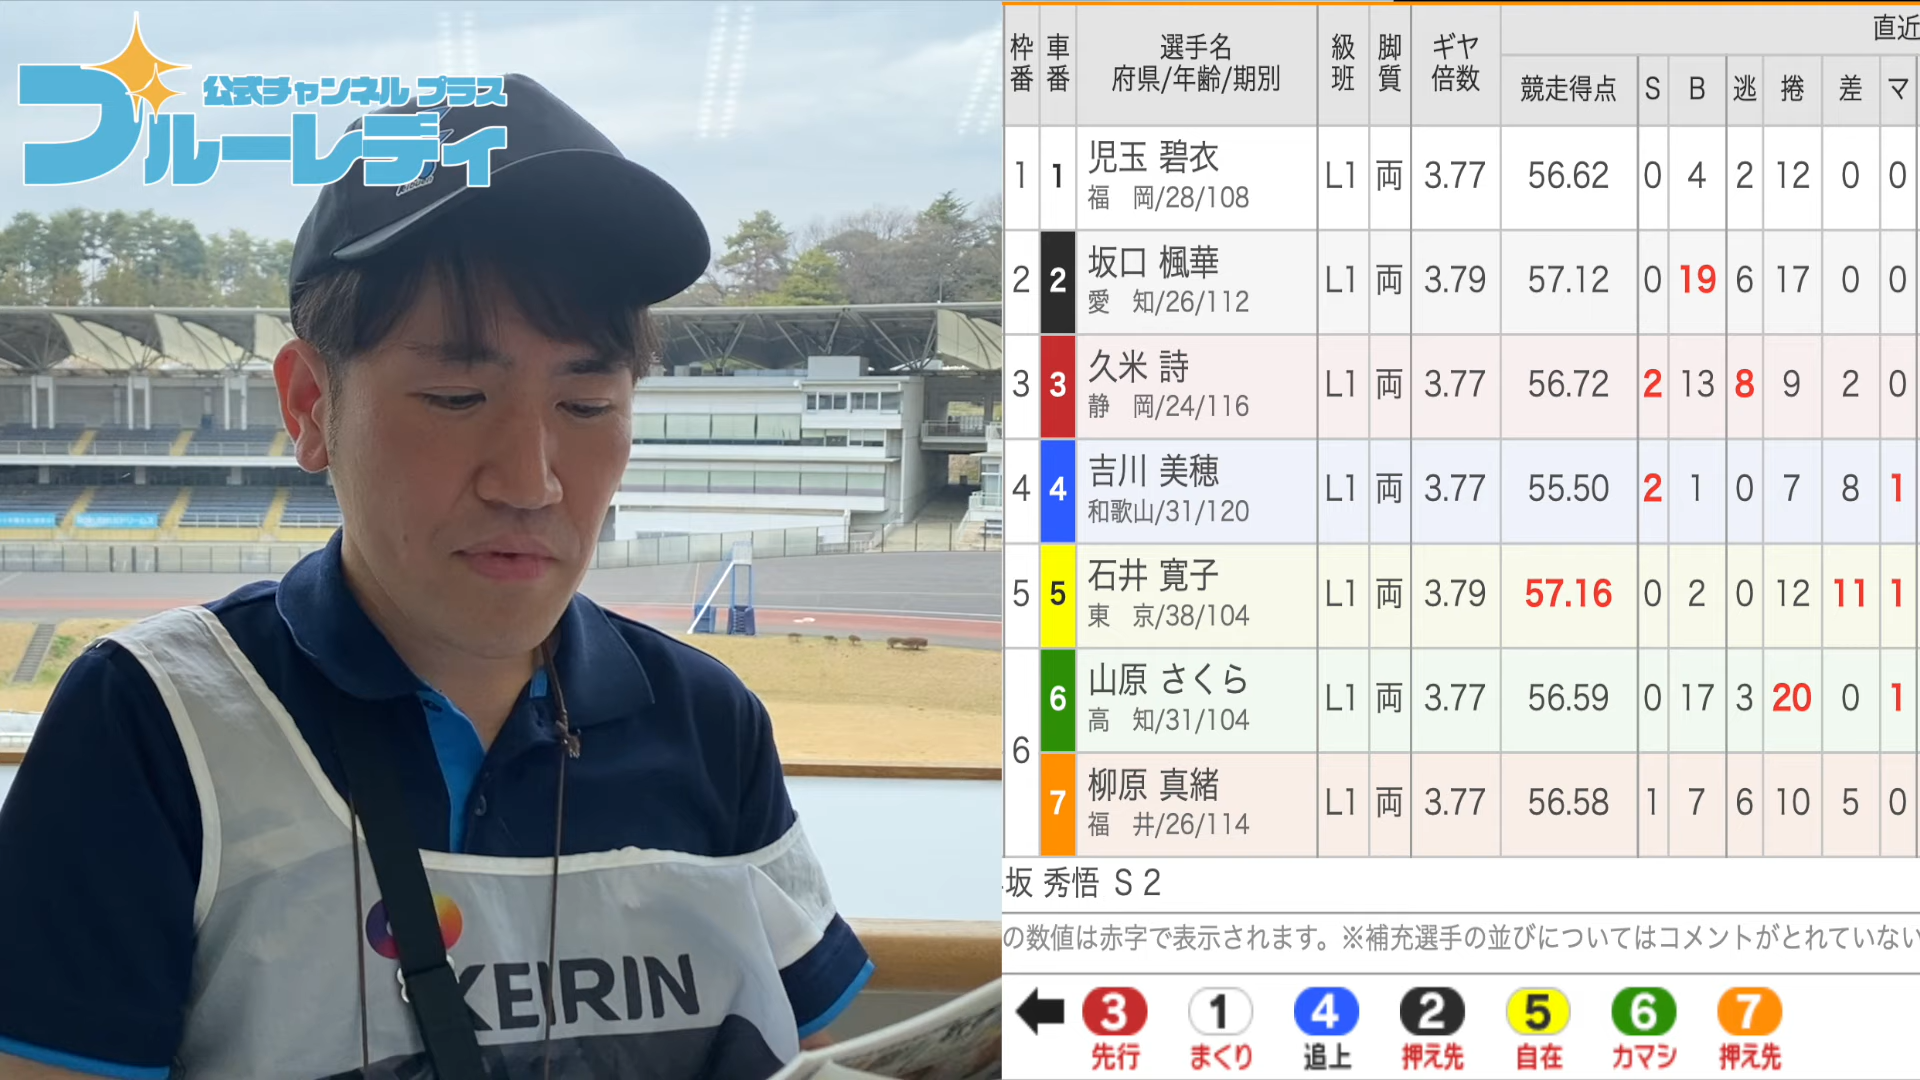 公式チャンネル プラス
ブルーレディ
KEIRIN
直近
枠番 車番 選手名 府県/年齢/期別 級班 脚質 ギヤ倍数 競走得点 S B 逃 捲 差 マ
1 1 児玉 碧衣 L1 両 3.77 56.62 0 4 2 12 0 0
福 岡/28/108
2 2 坂口 楓華 L1 両 3.79 57.12 0 19 6 17 0 0
愛 知/26/112
3 3 久米 詩 L1 両 3.77 56.72 2 13 8 9 2 0
静 岡/24/116
4 4 吉川 美穂 L1 両 3.77 55.50 2 1 0 7 8 1
和歌山/31/120
5 5 石井 寛子 L1 両 3.79 57.16 0 2 0 12 11 1
東 京/38/104
6 6 山原 さくら L1 両 3.77 56.59 0 17 3 20 0 1
高 知/31/104
7 柳原 真緒 L1 両 3.77 56.58 1 7 6 10 5 0
福 井/26/114
坂 秀悟 S2
の数値は赤字で表示されます。※補充選手の並びについてはコメントがとれていない
3 1 4 2 5 6 7
先行 まくり 追上 押え先 自在 カマシ 押え先